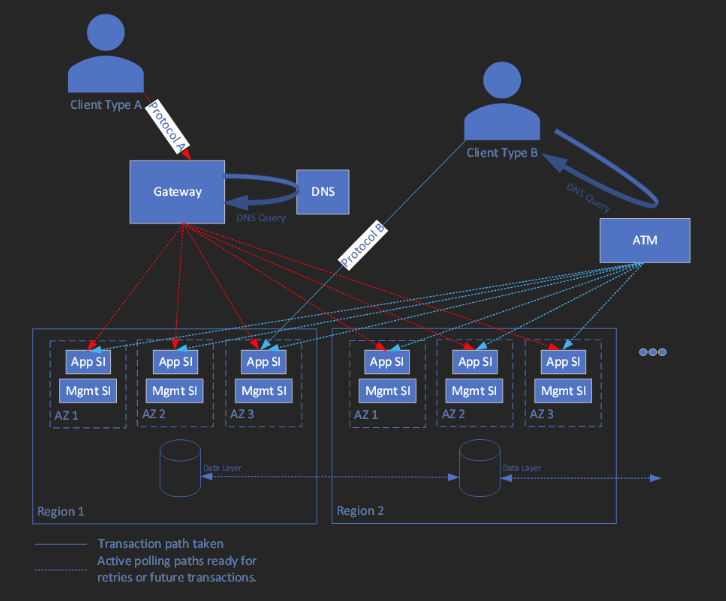 Client Type A
Protocol A
Client Type B
Gateway
DNS
DNS Query
DNS Query
Protocol B
ATM
App SI
App SI
App SI
App SI
App SI
App SI
Mgmt SI
Mgmt SI
Mgmt SI
Mgmt SI
Mgmt SI
Mgmt SI
AZ 1
AZ 2
AZ 3
AZ 1
AZ 2
AZ 3
Data Layer
Data Layer
Region 1
Region 2
Transaction path taken
Active polling paths ready for
retries or future transactions.